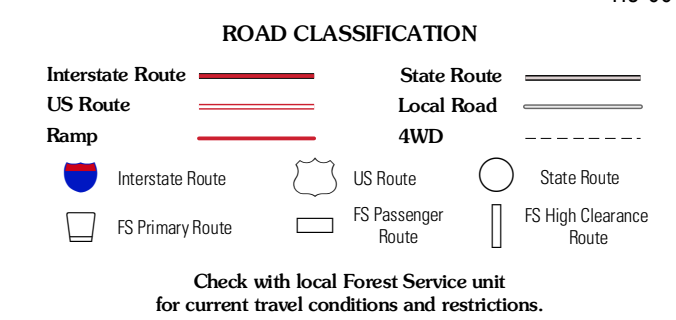 ROAD CLASSIFICATION
Interstate Route
State Route
US Route
Local Road
Ramp
4WD
Interstate Route
US Route
State Route
FS Primary Route
FS Passenger
Route
FS High Clearance
Route
Check with local Forest Service unit
for current travel conditions and restrictions.